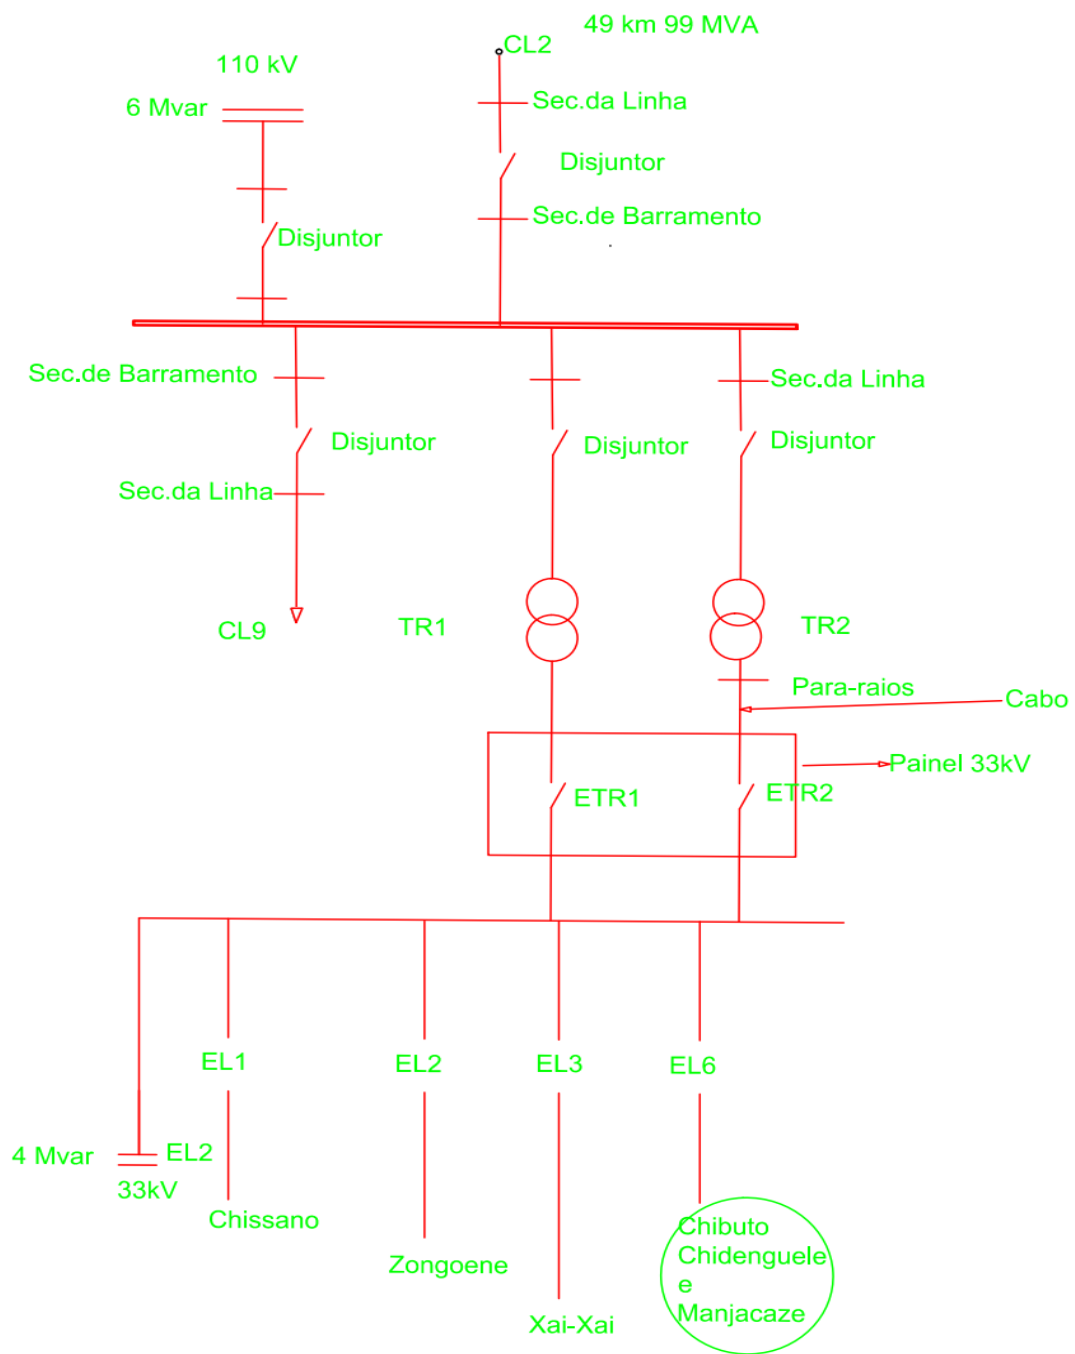 49 km 99 MVA
CL2
110 kV
6 Mvar
Sec.da Linha
Disjuntor
Sec.de Barramento
Disjuntor
Sec.de Barramento
Sec.da Linha
Disjuntor
Disjuntor
Disjuntor
Sec.da Linha
CL9
TR1
TR2
Para-raios
Cabo
Painel 33kV
ETR1
ETR2
EL1
EL2
EL3
EL6
4 Mvar
EL2
33kV
Chissano
Zongoene
Xai-Xai
Chibuto
Chidenguele
e
Manjacaze